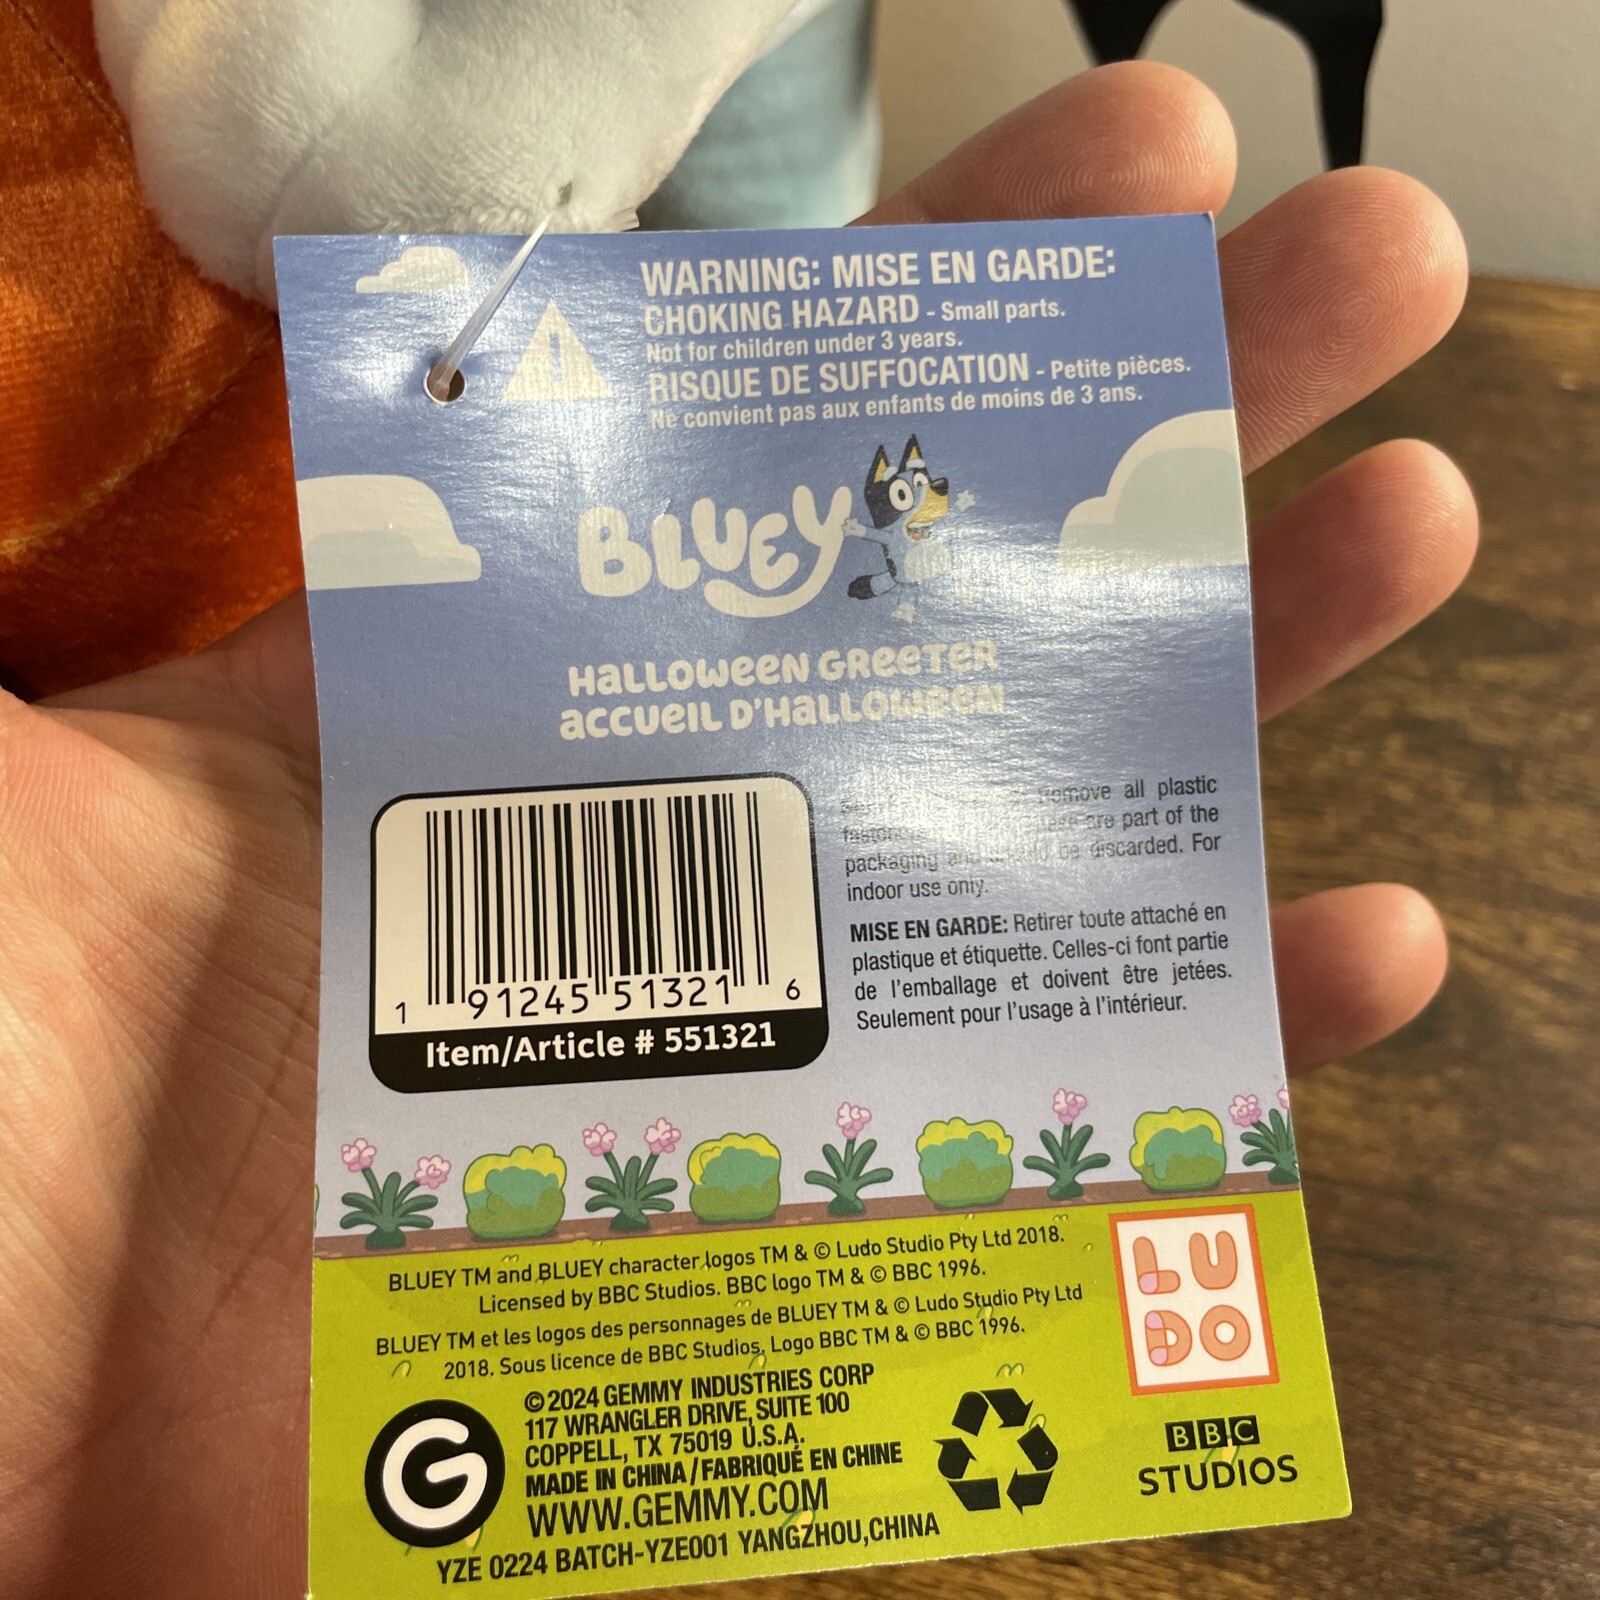 WARNING: MISE EN GARDE:
CHOKING HAZARD - Small parts.
Not for children under 3 years.
RISQUE DE SUFFOCATION - Petite pièces.
Ne convient pas aux enfants de moins de 3 ans.
BLUEY
HALLOWEEN GREETER
ACCUEIL D'HALLOWEEN
1 91245 51321 6
Item/Article # 551321
Remove all plastic
are part of the
packaging and be discarded. For
indoor use only.
MISE EN GARDE: Retirer toute attaché en
plastique et étiquette. Celles-ci font partie
de l'emballage et doivent être jetées.
Seulement pour l'usage à l'intérieur.
BLUEY TM and BLUEY character logos TM & © Ludo Studio Pty Ltd 2018.
Licensed by BBC Studios. BBC logo TM & © BBC 1996.
BLUEY TM et les logos des personnages de BLUEY TM & © Ludo Studio Pty Ltd
2018. Sous licence de BBC Studios. Logo BBC TM & © BBC 1996.
LU
DO
G
©2024 GEMMY INDUSTRIES CORP
117 WRANGLER DRIVE, SUITE 100
COPPELL, TX 75019 U.S.A.
MADE IN CHINA/FABRIQUÉ EN CHINE
WWW.GEMMY.COM
YZE 0224 BATCH-YZE001 YANGZHOU,CHINA
BBC
STUDIOS